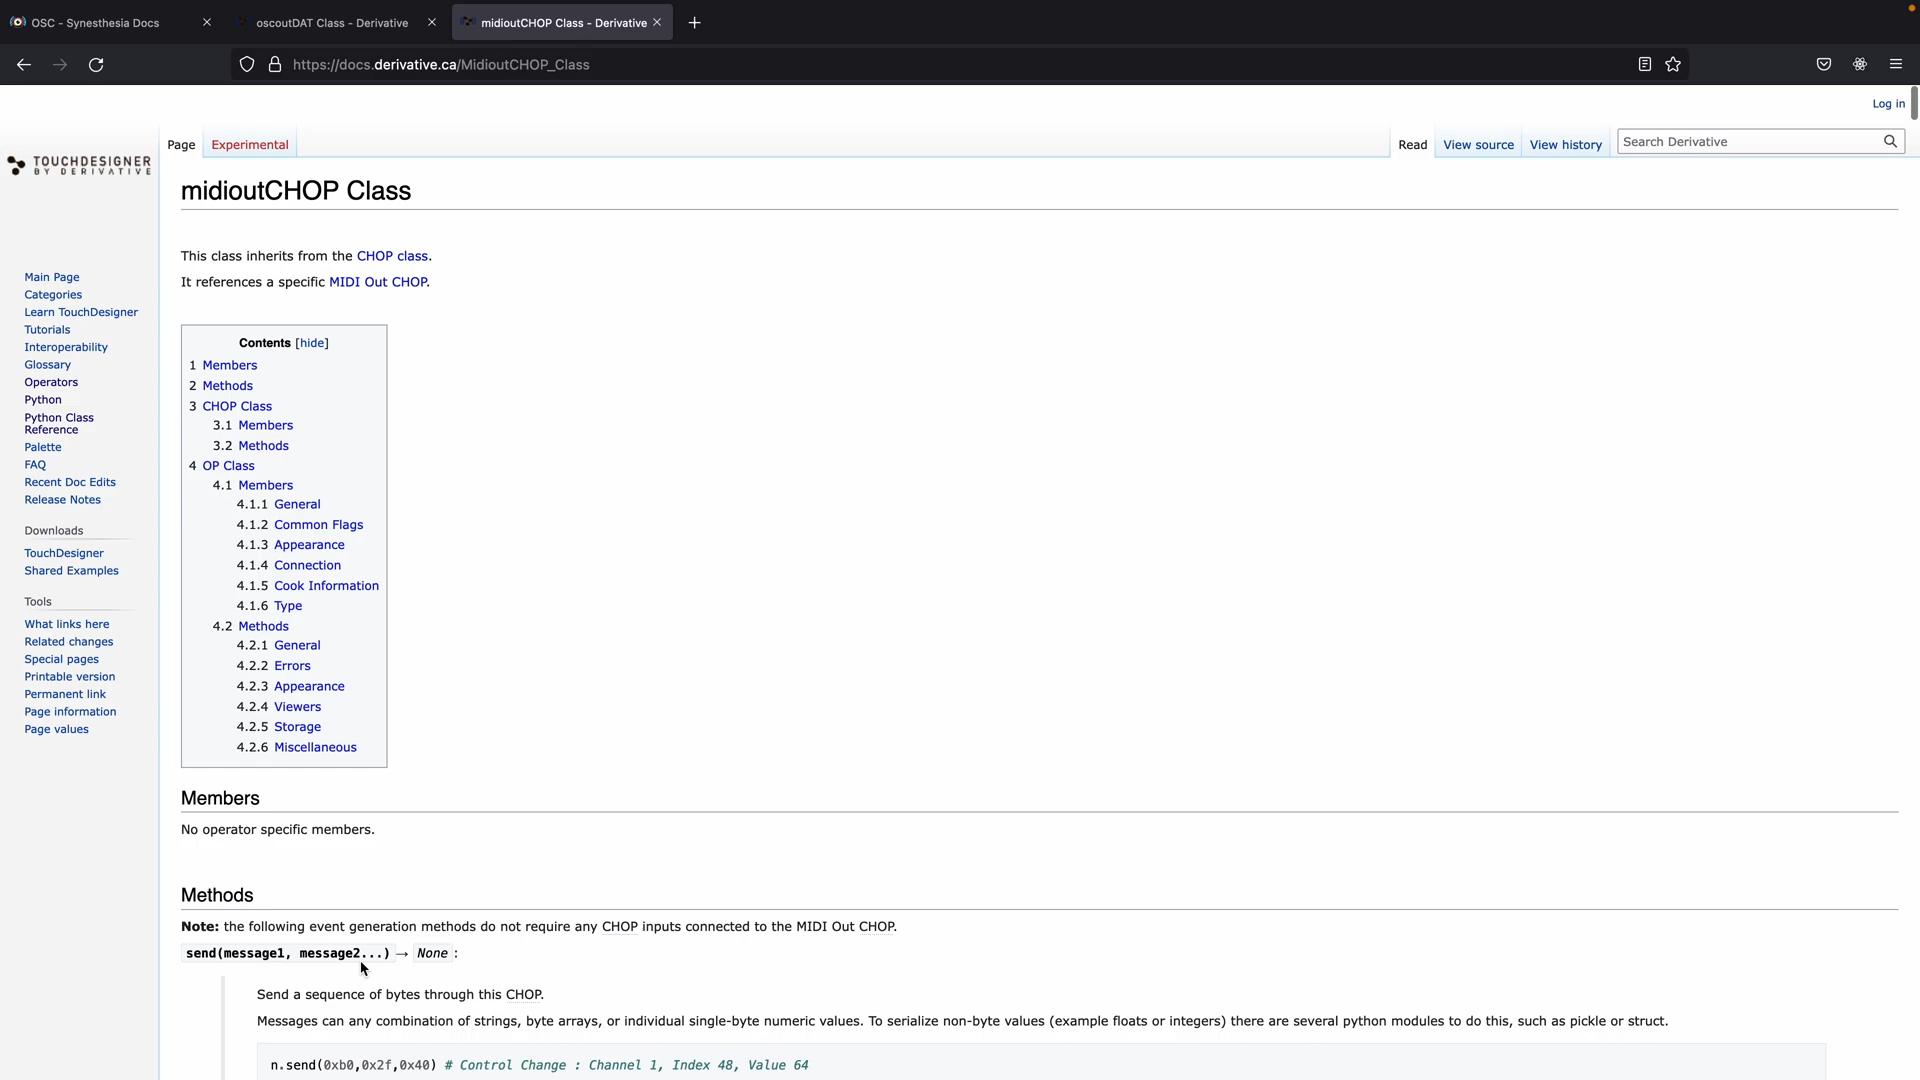 OSC - Synesthesia Docs
oscoutDAT Class - Derivative
midioutCHOP Class - Derivative
https://docs.derivative.ca/MidioutCHOP_Class
Log in
TOUCHDESIGNER
BY DERIVATIVE
Page
Experimental
Read
View source
View history
Search Derivative
midioutCHOP Class
This class inherits from the CHOP class.
It references a specific MIDI Out CHOP.
Main Page
Categories
Learn TouchDesigner
Tutorials
Interoperability
Glossary
Operators
Python
Python Class
Reference
Palette
FAQ
Recent Doc Edits
Release Notes
Downloads
TouchDesigner
Shared Examples
Tools
What links here
Related changes
Special pages
Printable version
Permanent link
Page information
Page values
Contents [hide]
1 Members
2 Methods
3 CHOP Class
3.1 Members
3.2 Methods
4 OP Class
4.1 Members
4.1.1 General
4.1.2 Common Flags
4.1.3 Appearance
4.1.4 Connection
4.1.5 Cook Information
4.1.6 Type
4.2 Methods
4.2.1 General
4.2.2 Errors
4.2.3 Appearance
4.2.4 Viewers
4.2.5 Storage
4.2.6 Miscellaneous
Members
No operator specific members.
Methods
Note: the following event generation methods do not require any CHOP inputs connected to the MIDI Out CHOP.
send(message1, message2...) → None :
Send a sequence of bytes through this CHOP.
Messages can any combination of strings, byte arrays, or individual single-byte numeric values. To serialize non-byte values (example floats or integers) there are several python modules to do this, such as pickle or struct.
n.send(0xb0,0x2f,0x40) # Control Change : Channel 1, Index 48, Value 64